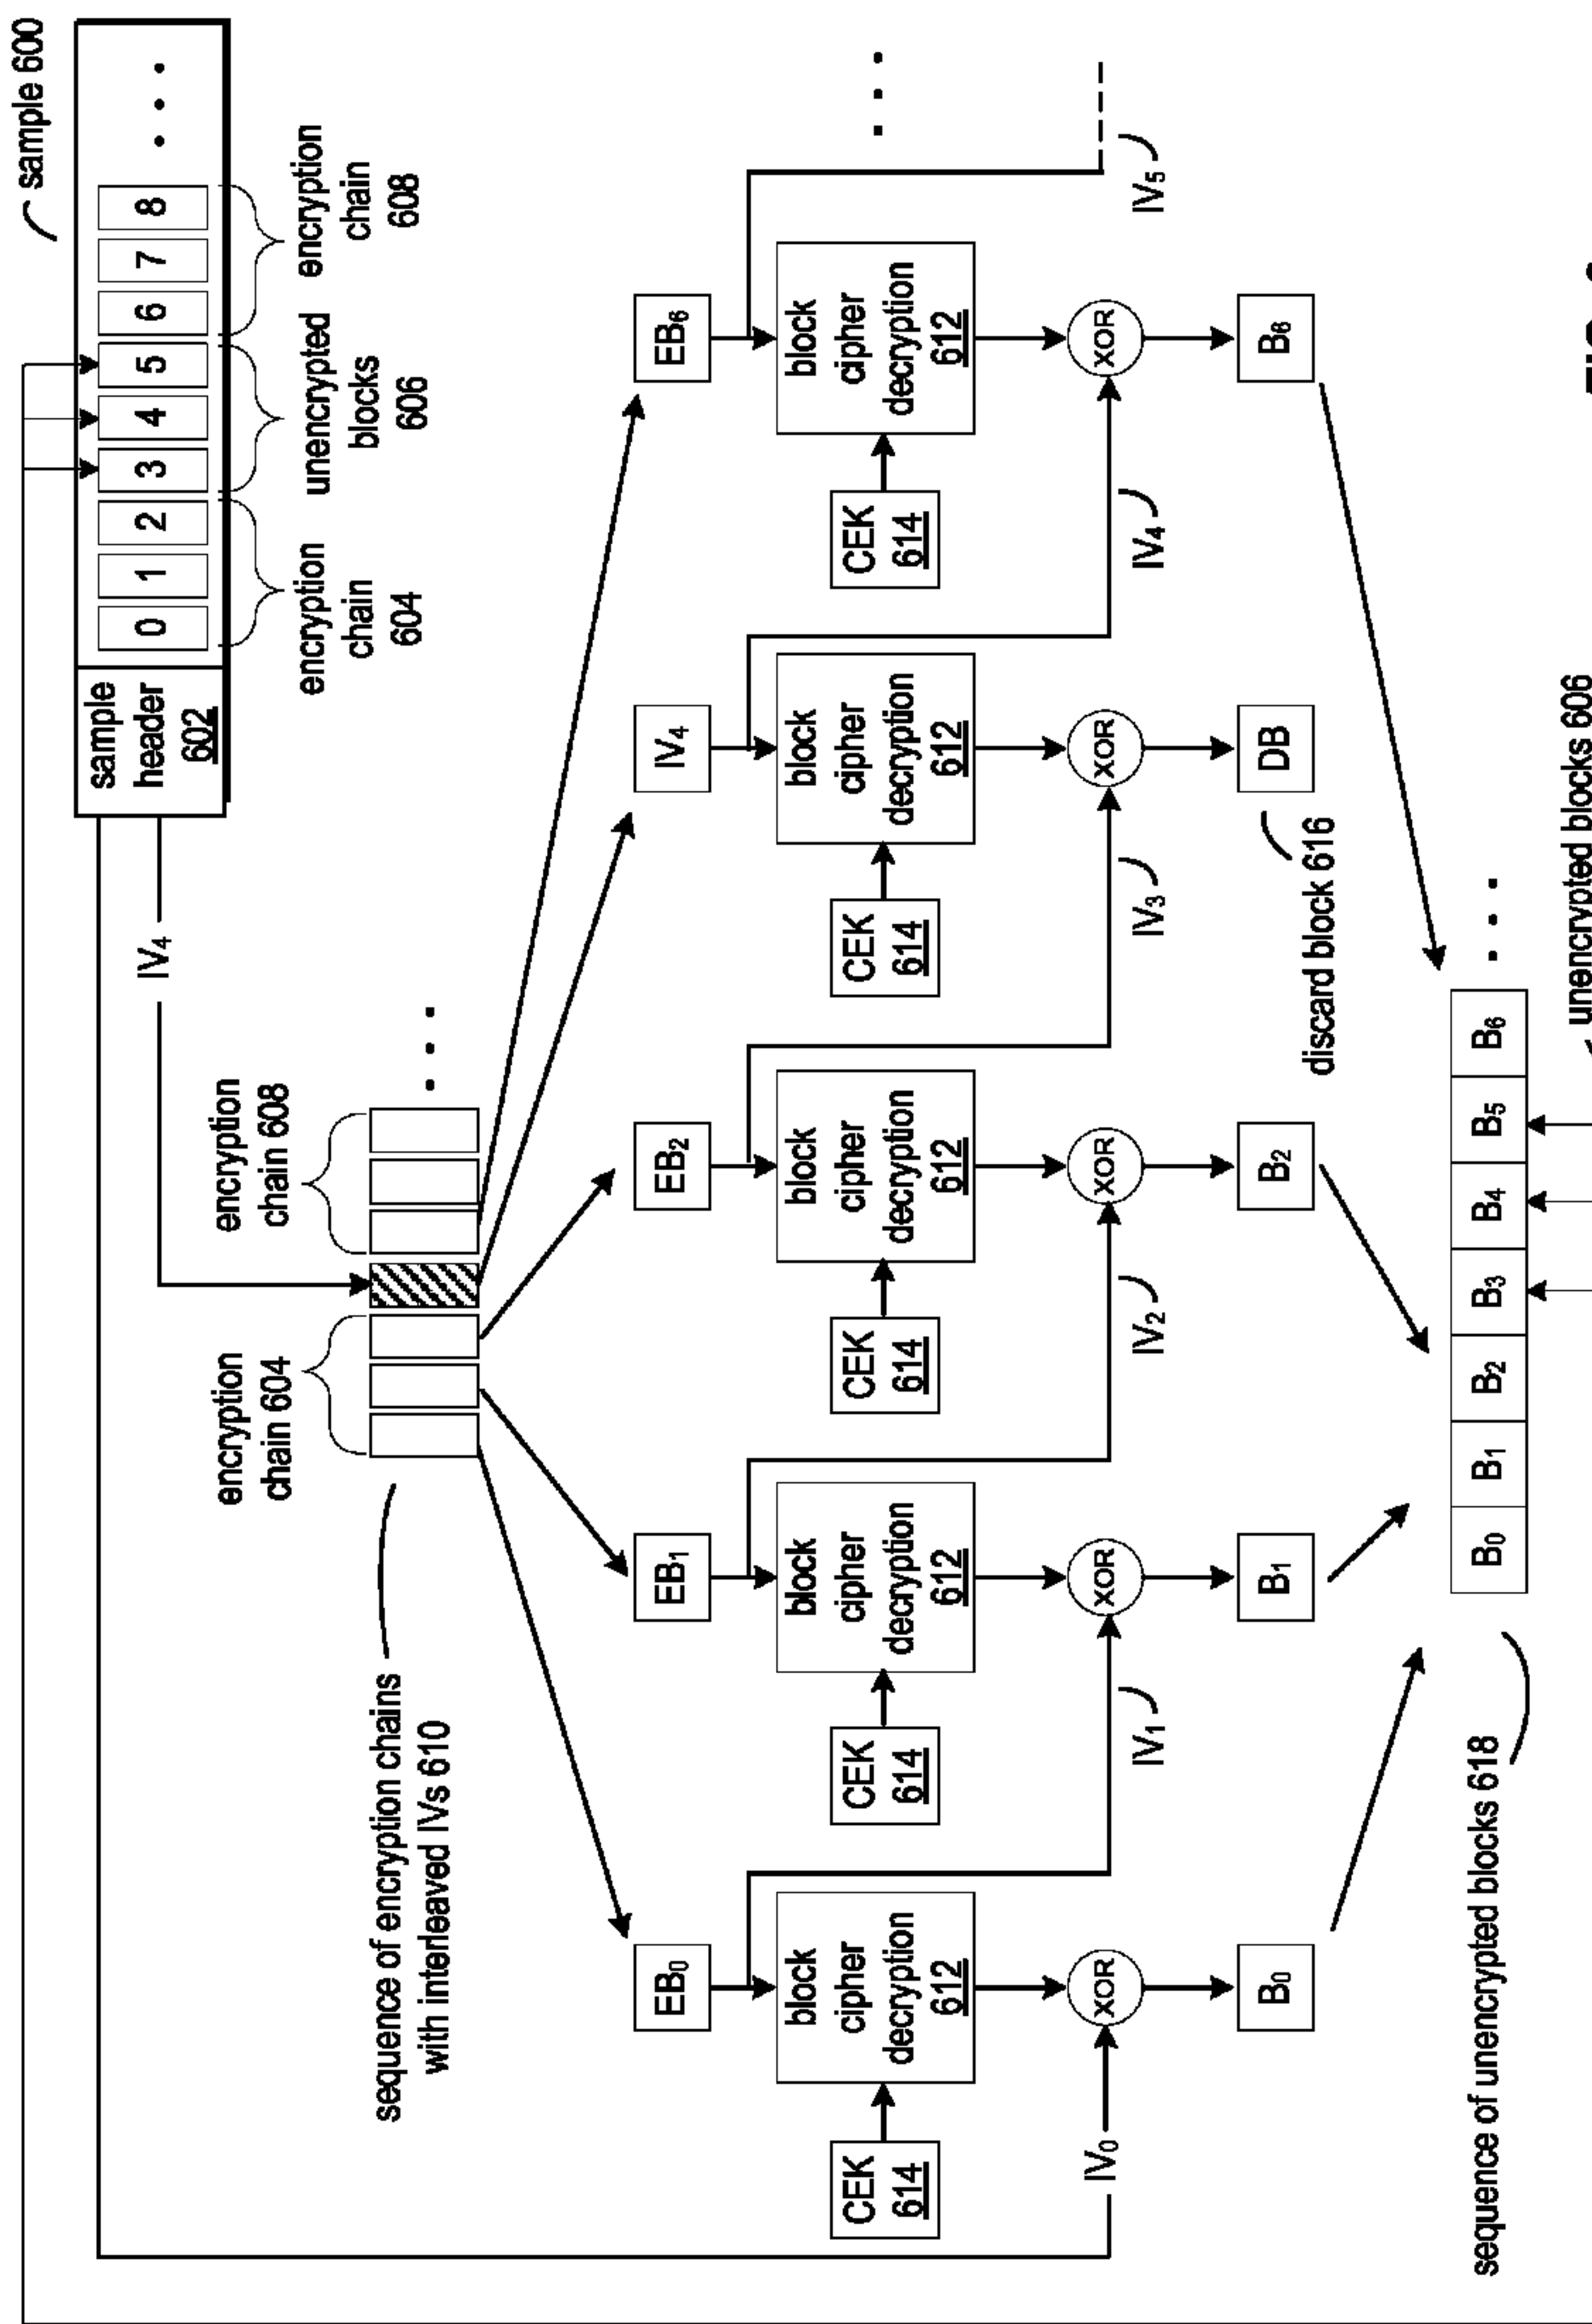 sample 600
sample
header
602
0 1 2 3 4 5 6 7 8 . . .
encryption
chain
604
unencrypted
blocks
606
encryption
chain
608
IV₄
encryption
chain 604
encryption
chain 608
. . .
sequence of encryption chains
with interleaved IVs 610
EB₀ EB₁ EB₂ IV₄ EB₆
block
cipher
decryption
612
block
cipher
decryption
612
block
cipher
decryption
612
block
cipher
decryption
612
block
cipher
decryption
612
. . .
CEK
614
CEK
614
CEK
614
CEK
614
CEK
614
IV₀ XOR XOR XOR XOR XOR
IV₁ IV₂ IV₃ IV₄ IV₅
B₀ B₁ B₂ DB B₆
discard block 616
B₀ B₁ B₂ B₃ B₄ B₅ B₆ . . .
sequence of unencrypted blocks 618
unencrypted blocks 606